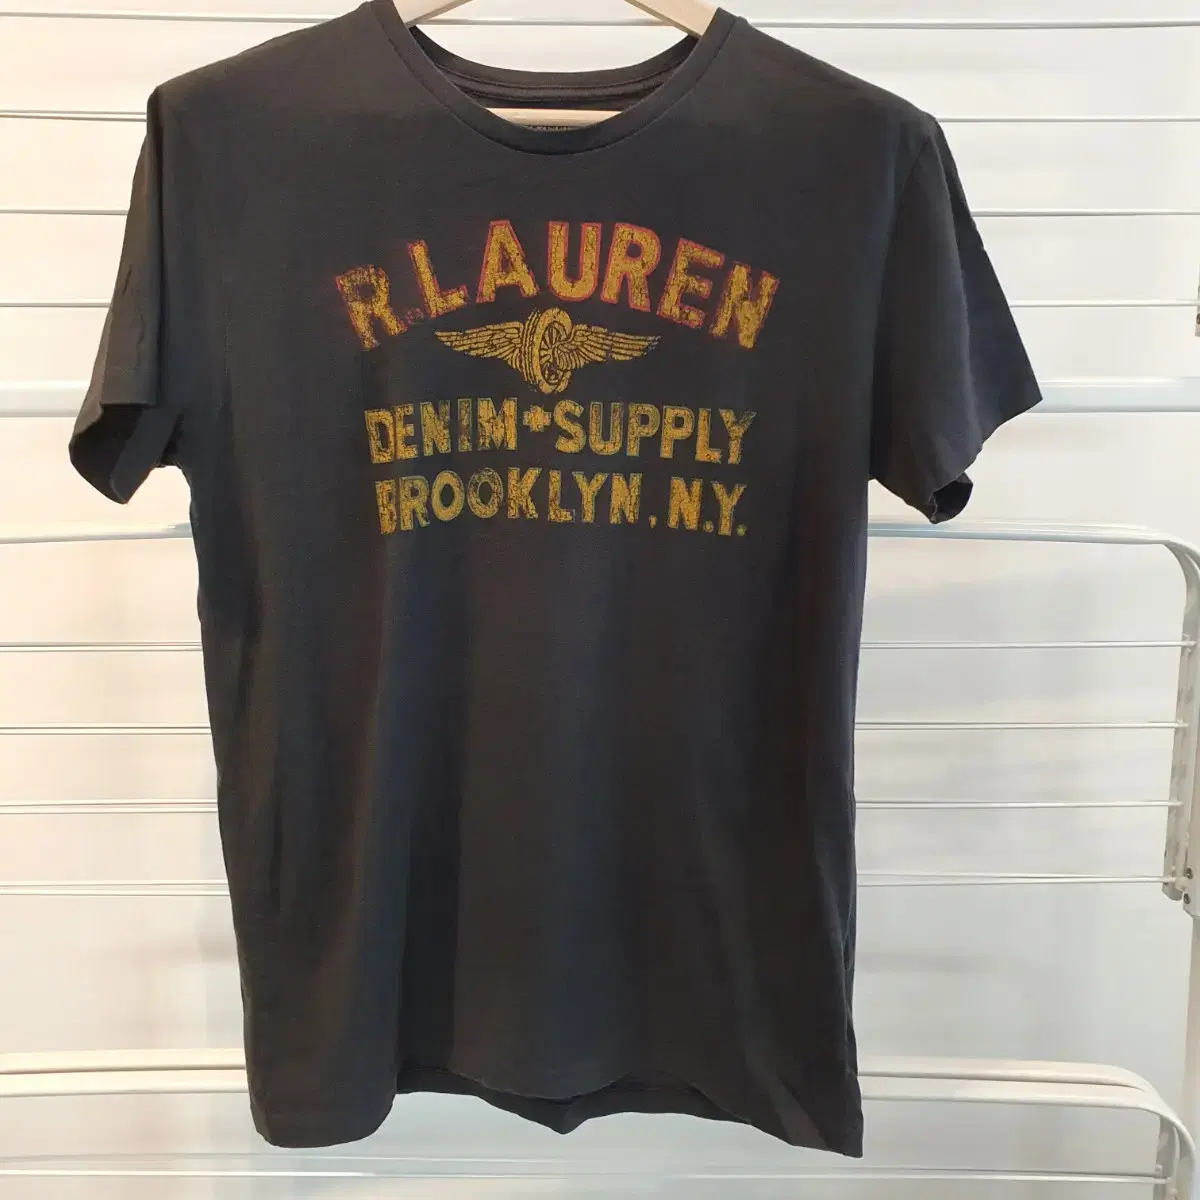 R.LAUREN
DENIM+SUPPLY
BROOKLYN, N.Y.